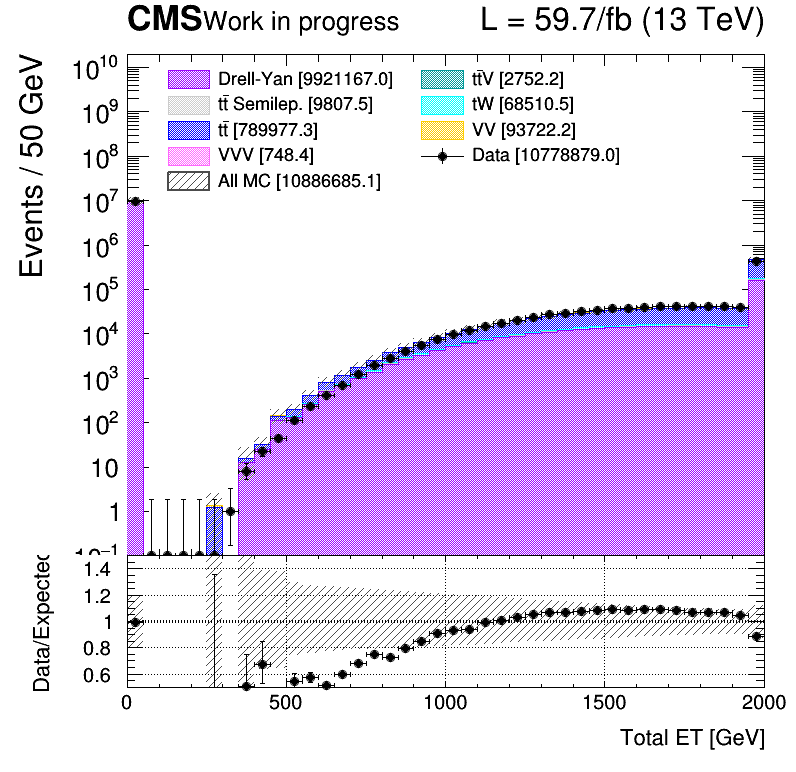 CMS Work in progress L = 59.7/fb (13 TeV)
Events / 50 GeV
10¹⁰
10⁹
10⁸
10⁷
10⁶
10⁵
10⁴
10³
10²
10
1
10⁻¹
Drell-Yan [9921167.0]
tt̄ Semilep. [9807.5]
tt̄ [789977.3]
VVV [748.4]
All MC [10886685.1]
tt̄V [2752.2]
tW [68510.5]
VV [93722.2]
Data [10778879.0]
Data/Expected
1.4
1.2
1
0.8
0.6
0 500 1000 1500 2000
Total ET [GeV]